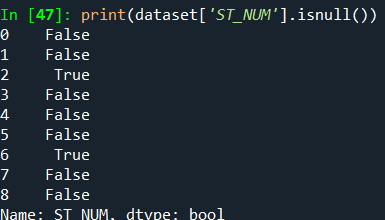 In [47]: print(dataset['ST_NUM'].isnull())
0    False
1    False
2     True
3    False
4    False
5    False
6     True
7    False
8    False
Name: ST_NUM, dtype: bool